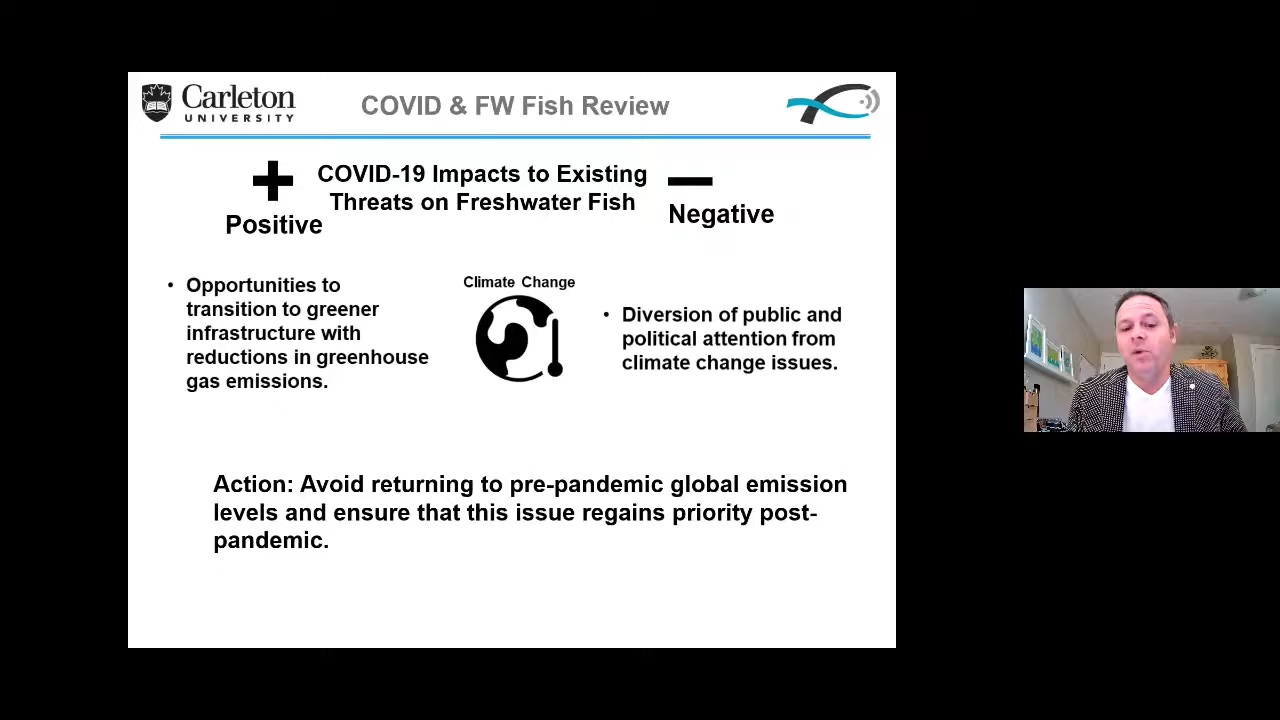 Carleton
UNIVERSITY
COVID & FW Fish Review
+
COVID-19 Impacts to Existing
Threats on Freshwater Fish
Positive
Negative
• Opportunities to
transition to greener
infrastructure with
reductions in greenhouse
gas emissions.
Climate Change
• Diversion of public and
political attention from
climate change issues.
Action: Avoid returning to pre-pandemic global emission
levels and ensure that this issue regains priority post-
pandemic.